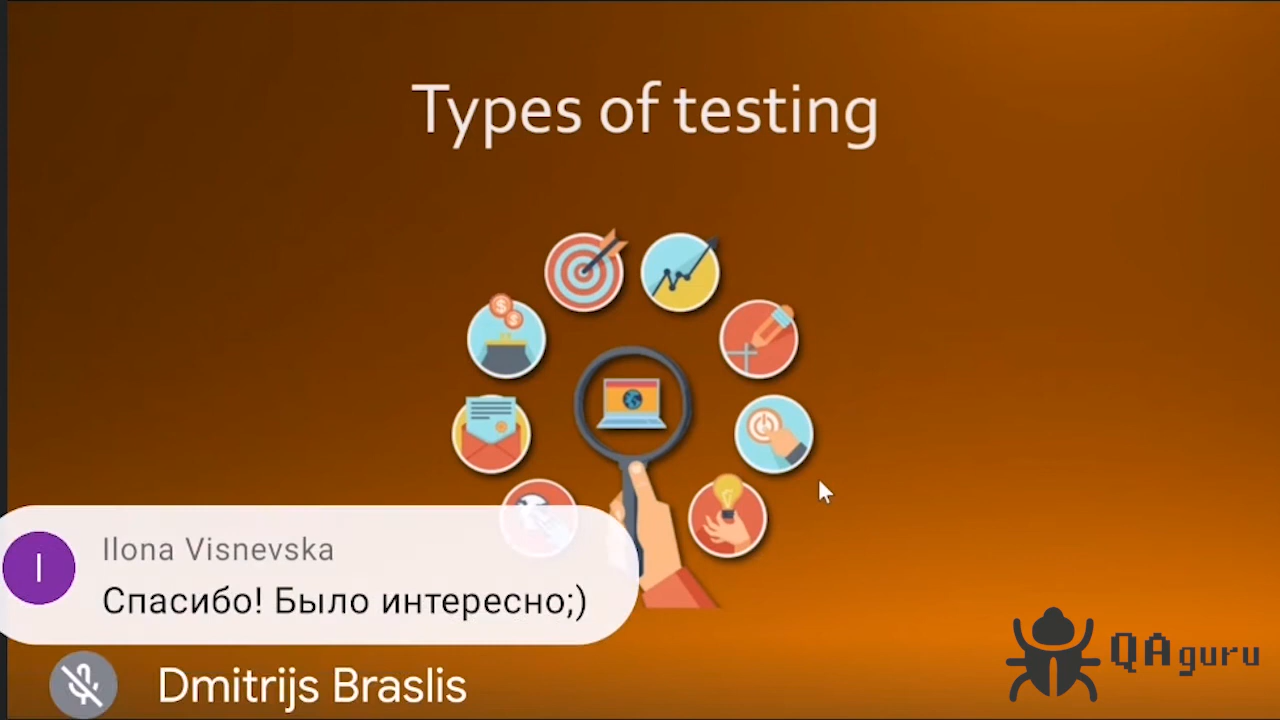 Types of testing
I
Ilona Visnevska
Спасибо! Было интересно;)
Dmitrijs Braslis
QAguru